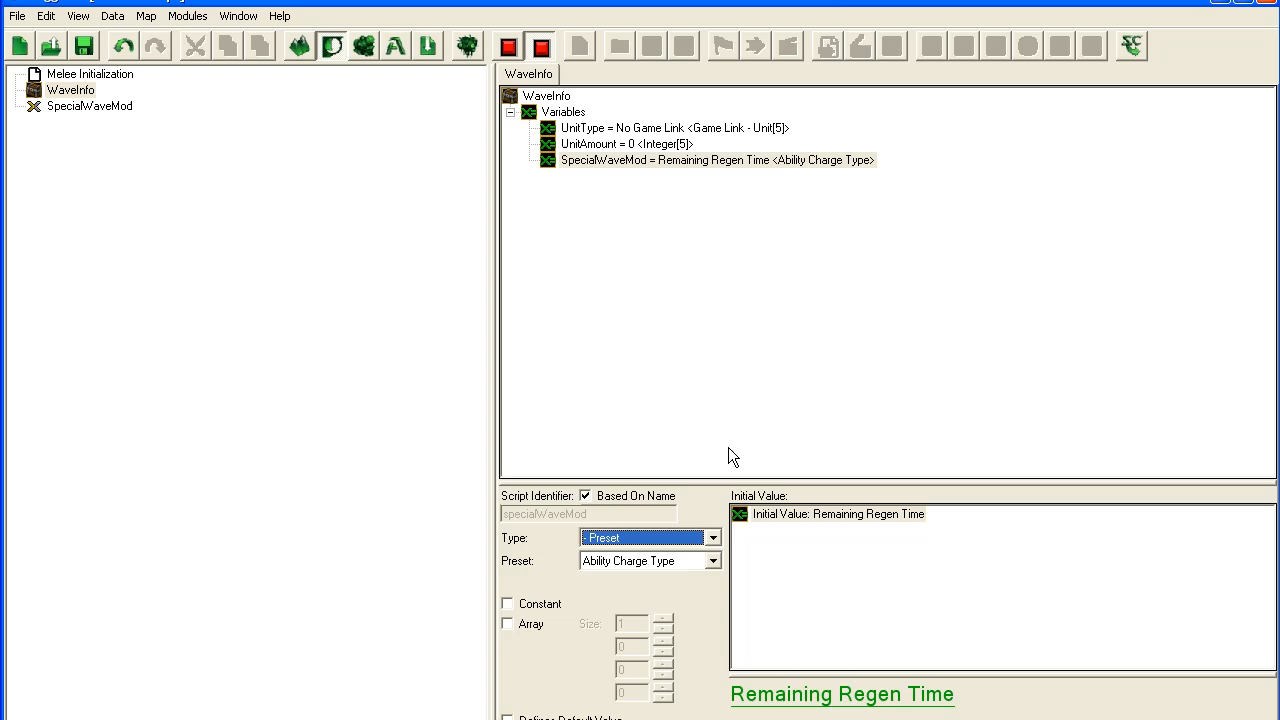 File Edit View Data Map Modules Window Help
Melee Initialization
WaveInfo
SpecialWaveMod
WaveInfo
WaveInfo
Variables
UnitType = No Game Link <Game Link - Unit[5]>
UnitAmount = 0 <Integer[5]>
SpecialWaveMod = Remaining Regen Time <Ability Charge Type>
Script Identifier: Based On Name
specialWaveMod
Type: - Preset
Preset: Ability Charge Type
Constant
Array Size: 1
0
0
0
Initial Value:
Initial Value: Remaining Regen Time
Remaining Regen Time